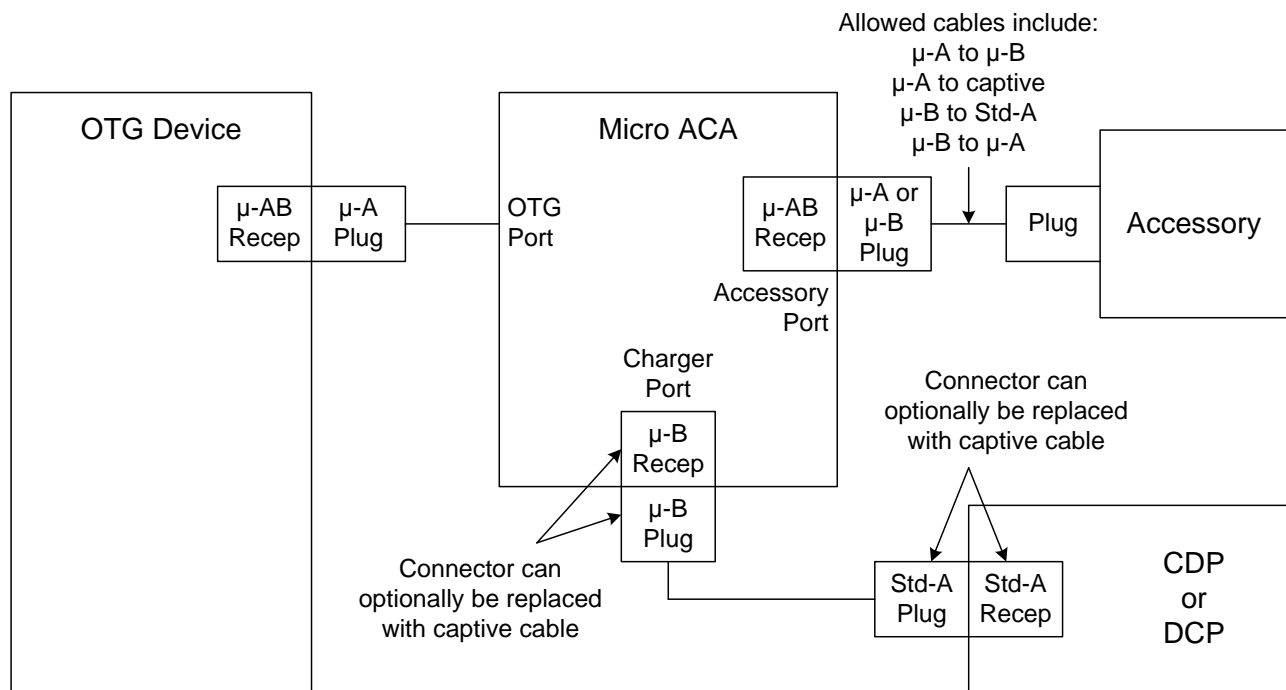 Allowed cables include:
μ-A to μ-B
μ-A to captive
μ-B to Std-A
μ-B to μ-A
OTG Device
μ-AB
Recep
μ-A
Plug
Micro ACA
OTG
Port
μ-AB
Recep
μ-A or
μ-B
Plug
Accessory
Port
Plug
Accessory
Charger
Port
μ-B
Recep
μ-B
Plug
Connector can
optionally be replaced
with captive cable
Connector can
optionally be replaced
with captive cable
Std-A
Plug
Std-A
Recep
CDP
or
DCP